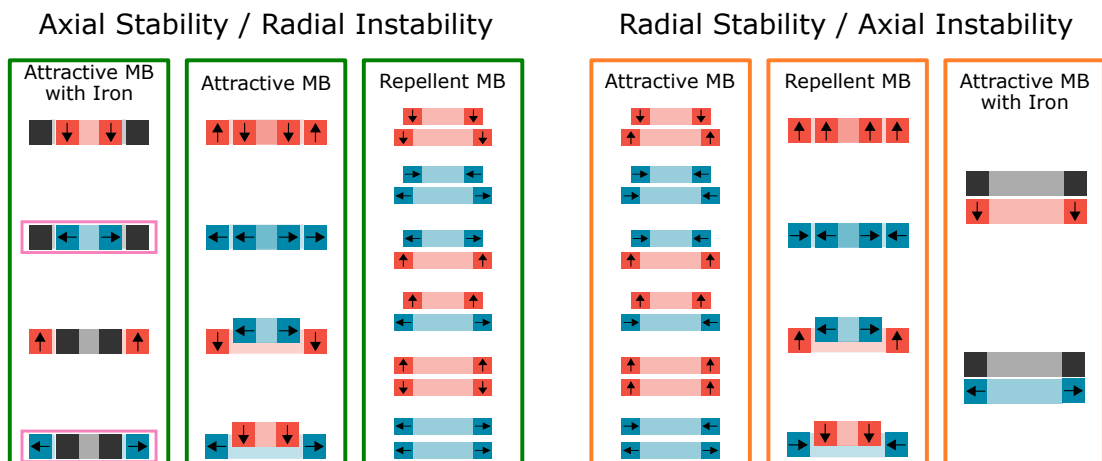 Axial Stability / Radial Instability
Attractive MB
with Iron
Attractive MB
Repellent MB
Radial Stability / Axial Instability
Attractive MB
Repellent MB
Attractive MB
with Iron